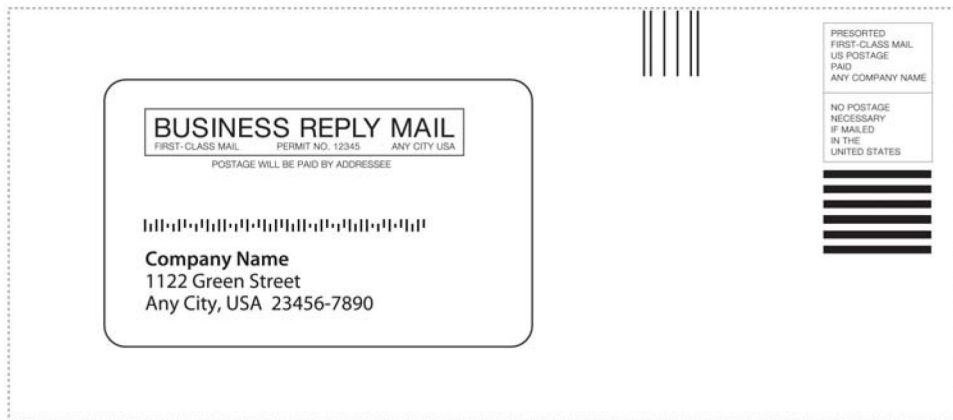 PRESORTED
FIRST-CLASS MAIL
US POSTAGE
PAID
ANY COMPANY NAME
NO POSTAGE
NECESSARY
IF MAILED
IN THE
UNITED STATES
BUSINESS REPLY MAIL
FIRST-CLASS MAIL PERMIT NO. 12345 ANY CITY USA
POSTAGE WILL BE PAID BY ADDRESSEE
Company Name
1122 Green Street
Any City, USA 23456-7890